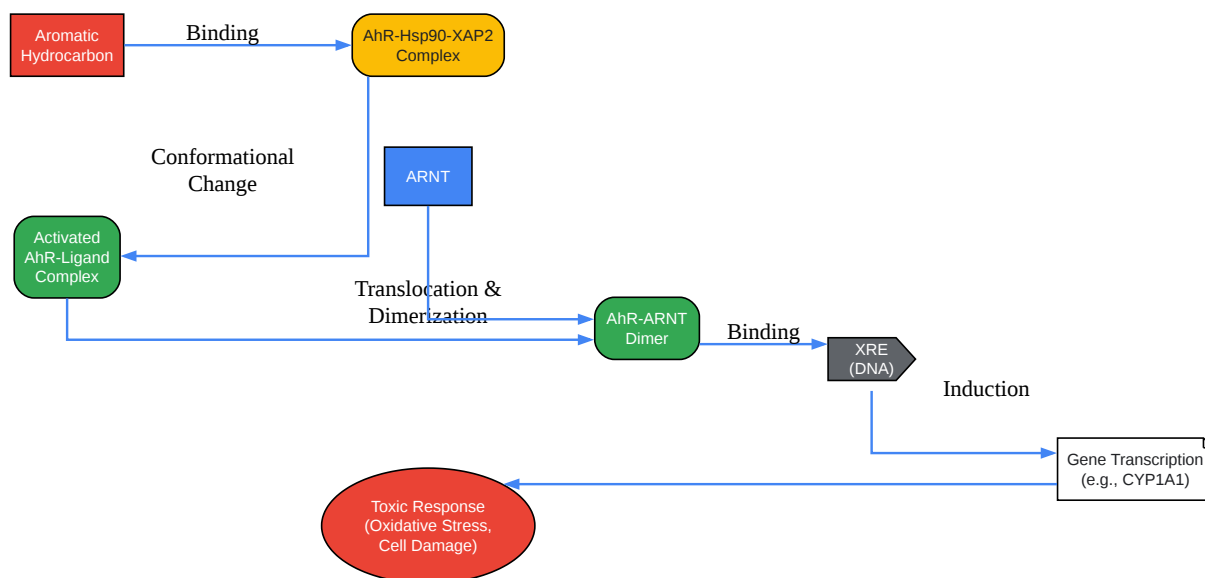 Aromatic
Hydrocarbon
Binding
AhR-Hsp90-XAP2
Complex
Conformational
Change
ARNT
Activated
AhR-Ligand
Complex
Translocation &
Dimerization
AhR-ARNT
Dimer
Binding
XRE
(DNA)
Induction
Gene Transcription
(e.g., CYP1A1)
Toxic Response
(Oxidative Stress,
Cell Damage)